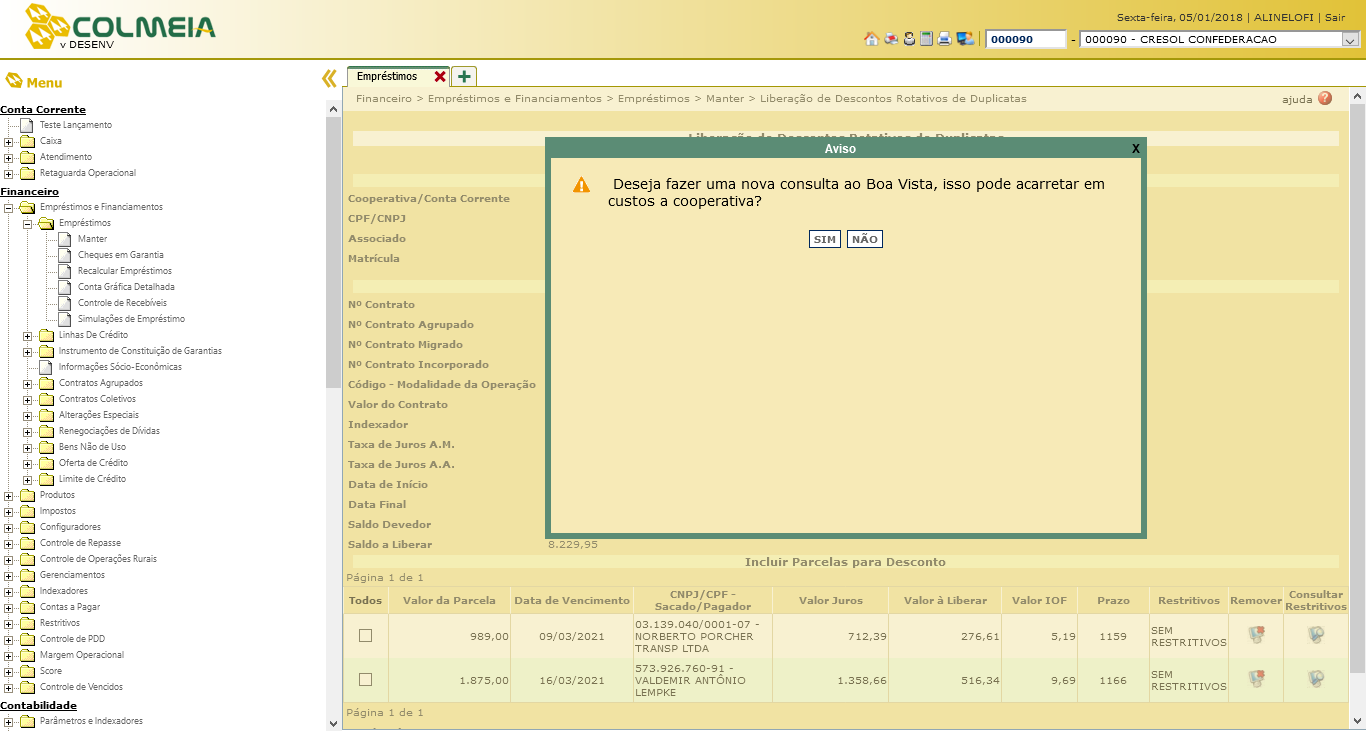 COLMEIA
v DESENV
Sexta-feira, 05/01/2018 | ALINELOFI | Sair
000090 - 000090 - CRESOL CONFEDERACAO
Menu
Conta Corrente
Teste Lançamento
Caixa
Atendimento
Retaguarda Operacional
Financeiro
Empréstimos e Financiamentos
Empréstimos
Manter
Cheques em Garantia
Recalcular Empréstimos
Conta Gráfica Detalhada
Controle de Recebíveis
Simulações de Empréstimo
Linhas De Crédito
Instrumento de Constituição de Garantias
Informações Sócio-Econômicas
Contratos Agrupados
Contratos Coletivos
Alterações Especiais
Renegociações de Dívidas
Bens Não de Uso
Oferta de Crédito
Limite de Crédito
Produtos
Impostos
Configuradores
Controle de Repasse
Controle de Operações Rurais
Gerenciamentos
Indexadores
Contas a Pagar
Restritivos
Controle de PDD
Margem Operacional
Score
Controle de Vencidos
Contabilidade
Parâmetros e Indexadores
Empréstimos
Financeiro > Empréstimos e Financiamentos > Empréstimos > Manter > Liberação de Descontos Rotativos de Duplicatas
ajuda
Liberação de Descontos Rotativos de Duplicatas
Aviso X
Deseja fazer uma nova consulta ao Boa Vista, isso pode acarretar em
custos a cooperativa?
SIM NÃO
Cooperativa/Conta Corrente
CPF/CNPJ
Associado
Matrícula
Nº Contrato
Nº Contrato Agrupado
Nº Contrato Migrado
Nº Contrato Incorporado
Código - Modalidade da Operação
Valor do Contrato
Indexador
Taxa de Juros A.M.
Taxa de Juros A.A.
Data de Início
Data Final
Saldo Devedor
Saldo a Liberar 8.229,95
Incluir Parcelas para Desconto
Página 1 de 1
Todos Valor da Parcela Data de Vencimento CNPJ/CPF - Sacado/Pagador Valor Juros Valor à Liberar Valor IOF Prazo Restritivos Remover Consultar Restritivos
989,00 09/03/2021 03.139.040/0001-07 - NORBERTO PORCHER TRANSP LTDA 712,39 276,61 5,19 1159 SEM RESTRITIVOS
1.875,00 16/03/2021 573.926.760-91 - VALDEMIR ANTÔNIO LEMPKE 1.358,66 516,34 9,69 1166 SEM RESTRITIVOS
Página 1 de 1